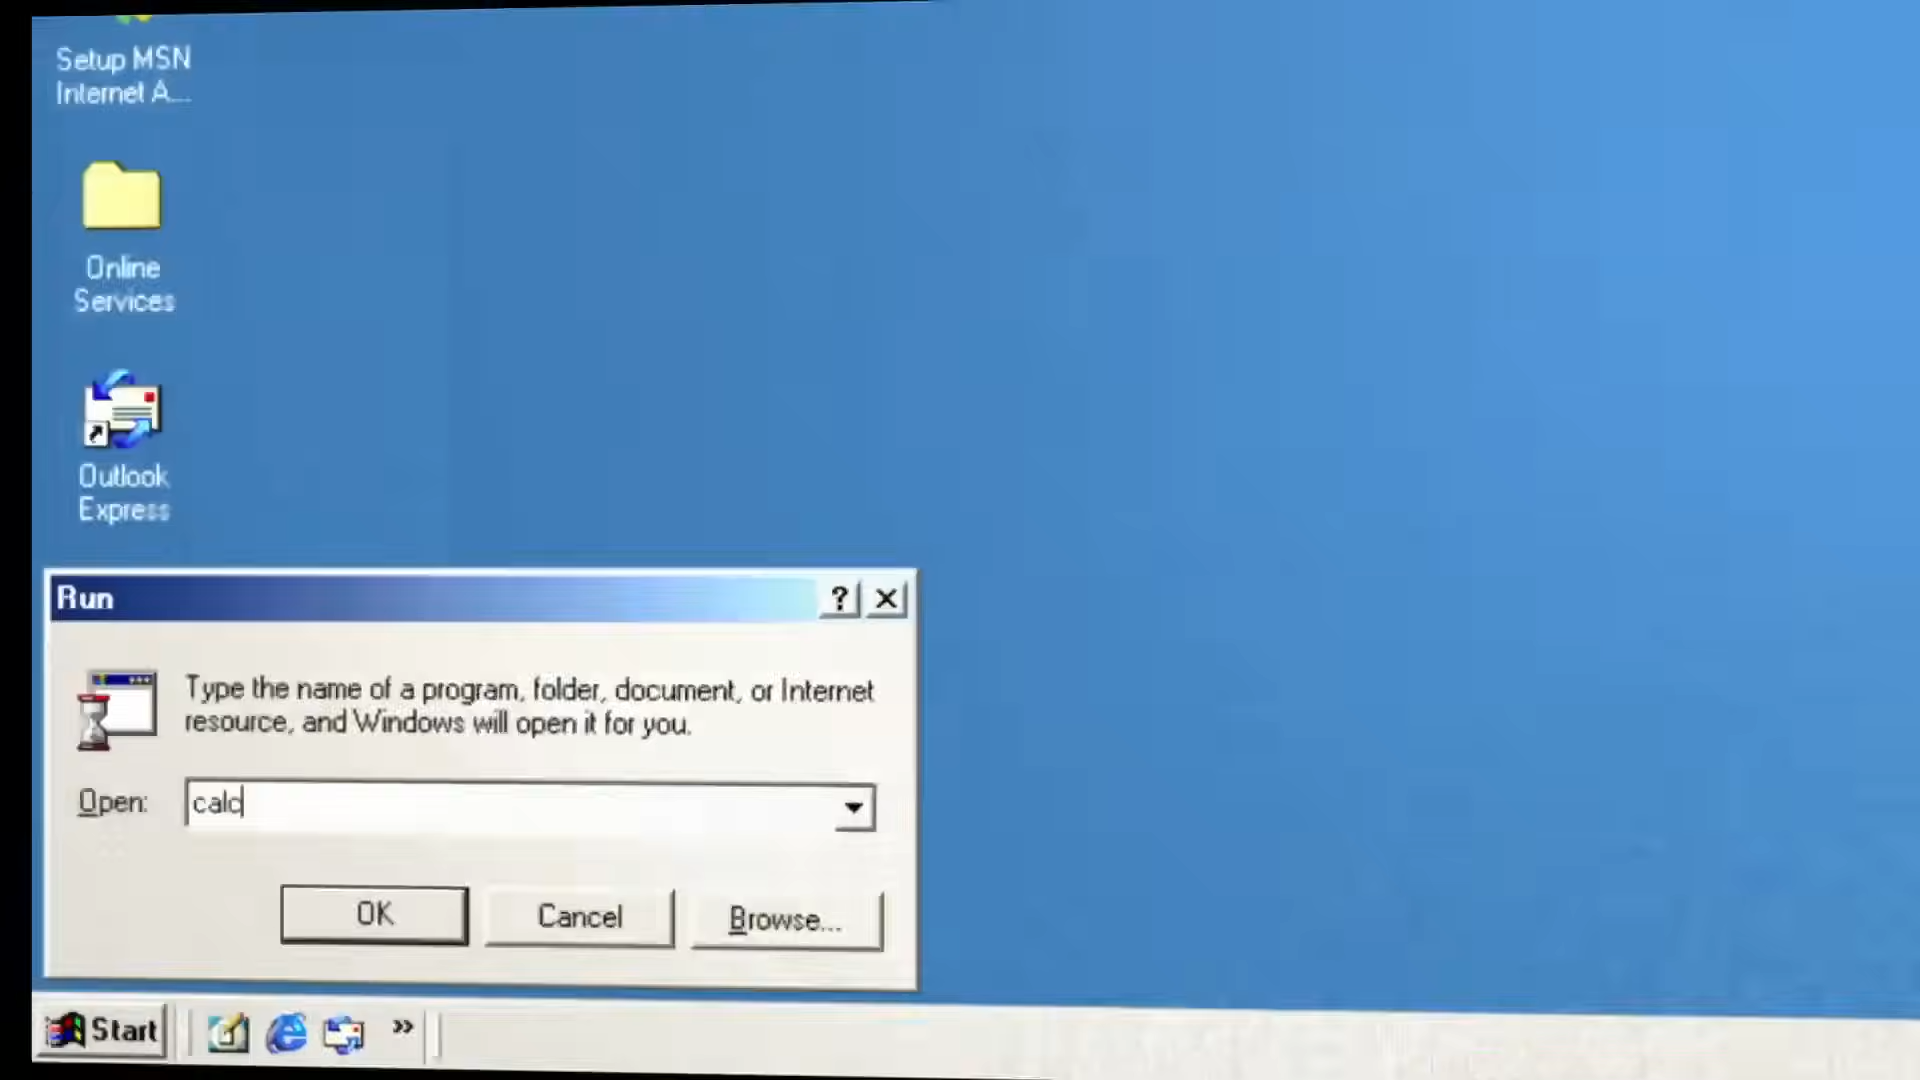 Setup MSN
Internet A...
Online
Services
Outlook
Express
Run
Type the name of a program, folder, document, or Internet
resource, and Windows will open it for you.
Open:
calc
OK
Cancel
Browse...
Start